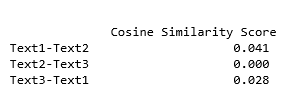 Cosine Similarity Score
Text1-Text2 0.041
Text2-Text3 0.000
Text3-Text1 0.028